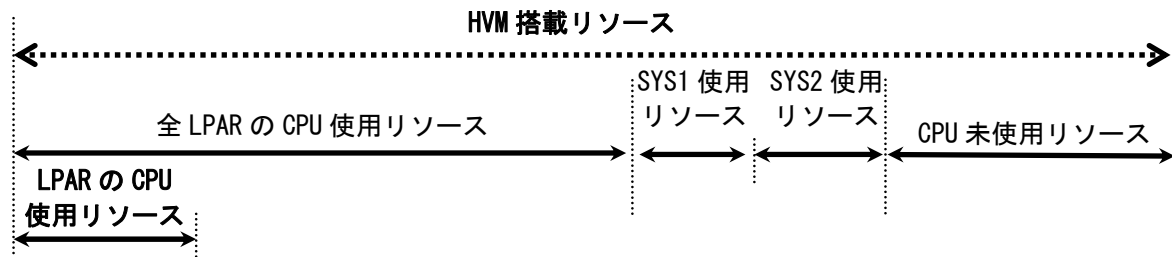 HVM 搭載リソース
SYS1 使用
リソース
SYS2 使用
リソース
全 LPAR の CPU 使用リソース
CPU 未使用リソース
LPAR の CPU
使用リソース